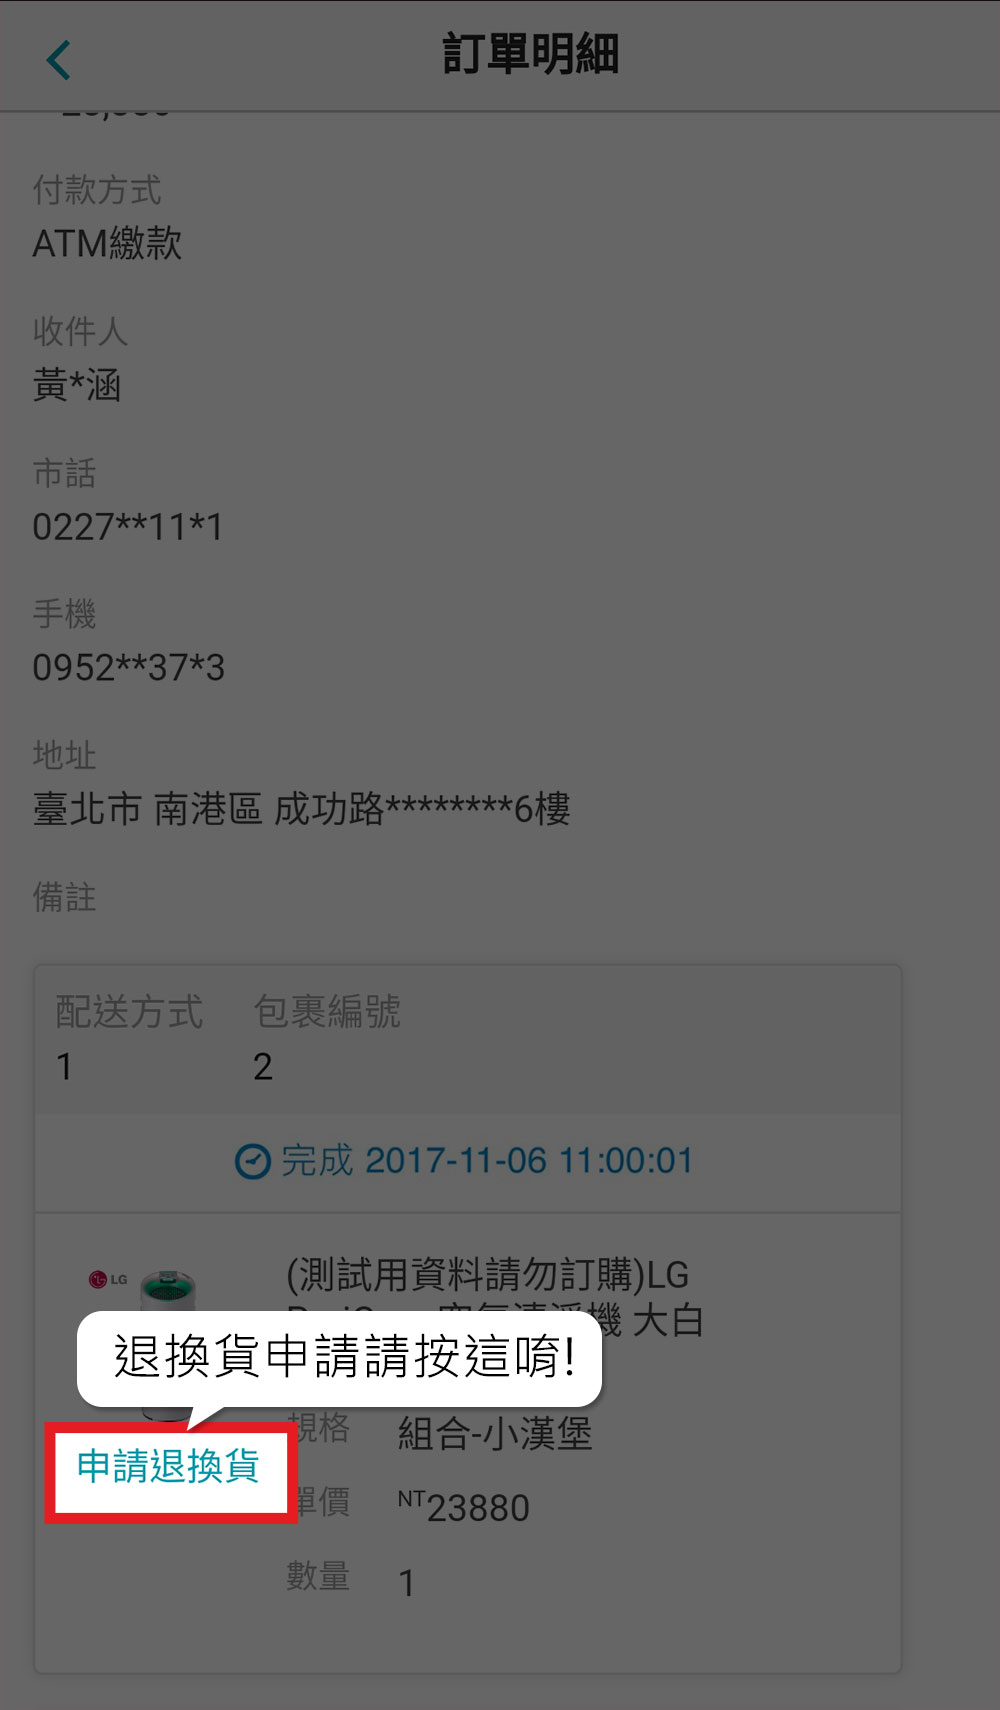 訂單明細
付款方式
ATM繳款
收件人
黃*涵
市話
0227**11*1
手機
0952**37*3
地址
臺北市 南港區 成功路********6樓
備註
配送方式 包裹編號
1 2
完成 2017-11-06 11:00:01
LG
(測試用資料請勿訂購)LG
機 大白
退換貨申請請按這唷!
規格 組合-小漢堡
申請退換貨
單價 NT23880
數量 1